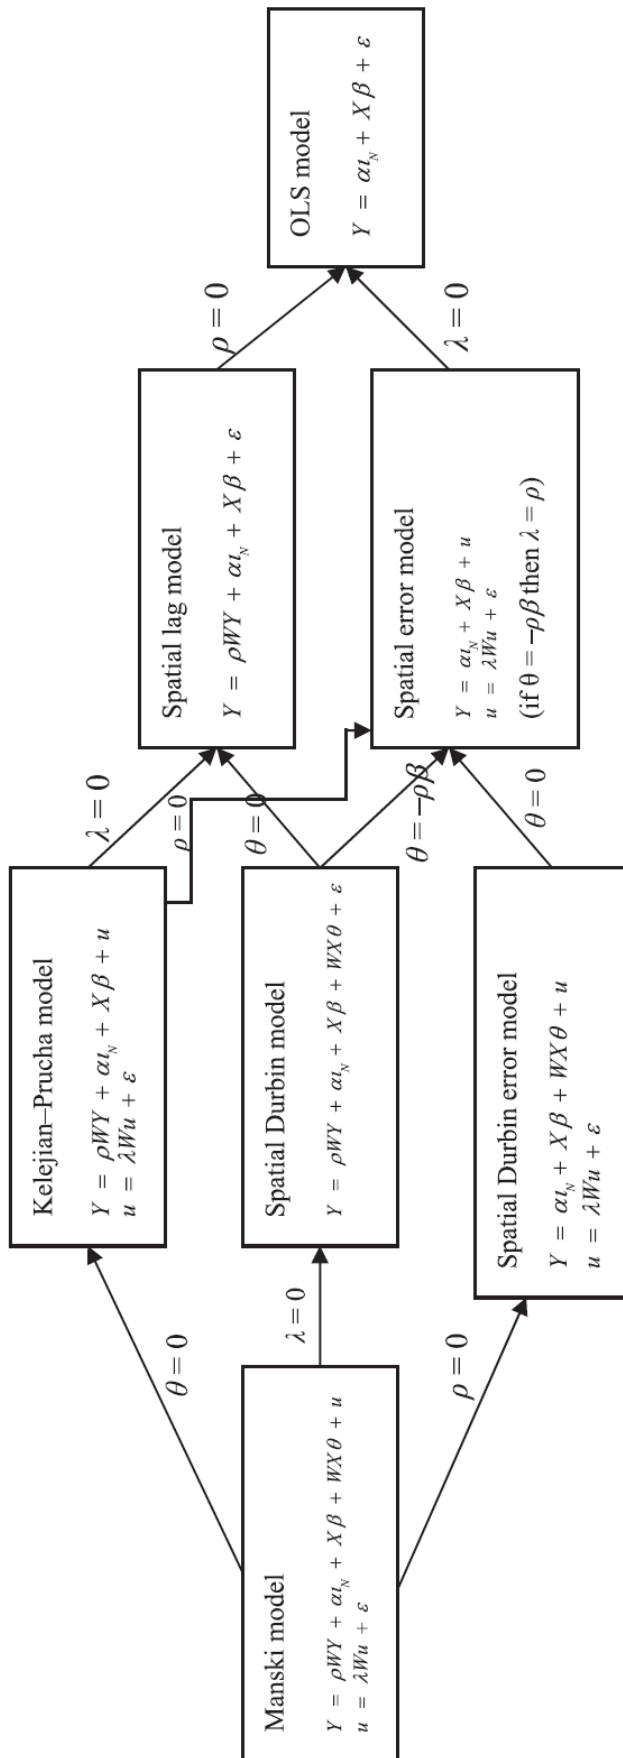 Manski model
Y = ρWY + αι_N + Xβ + WXθ + u
u = λWu + ε
θ = 0
λ = 0
ρ = 0
Kelejian–Prucha model
Y = ρWY + αι_N + Xβ + u
u = λWu + ε
Spatial Durbin model
Y = ρWY + αι_N + Xβ + WXθ + ε
Spatial Durbin error model
Y = αι_N + Xβ + WXθ + u
u = λWu + ε
λ = 0
ρ = 0
θ = 0
θ = −ρβ
θ = 0
Spatial lag model
Y = ρWY + αι_N + Xβ + ε
Spatial error model
Y = αι_N + Xβ + u
u = λWu + ε
(if θ = −ρβ then λ = ρ)
ρ = 0
λ = 0
OLS model
Y = αι_N + Xβ + ε